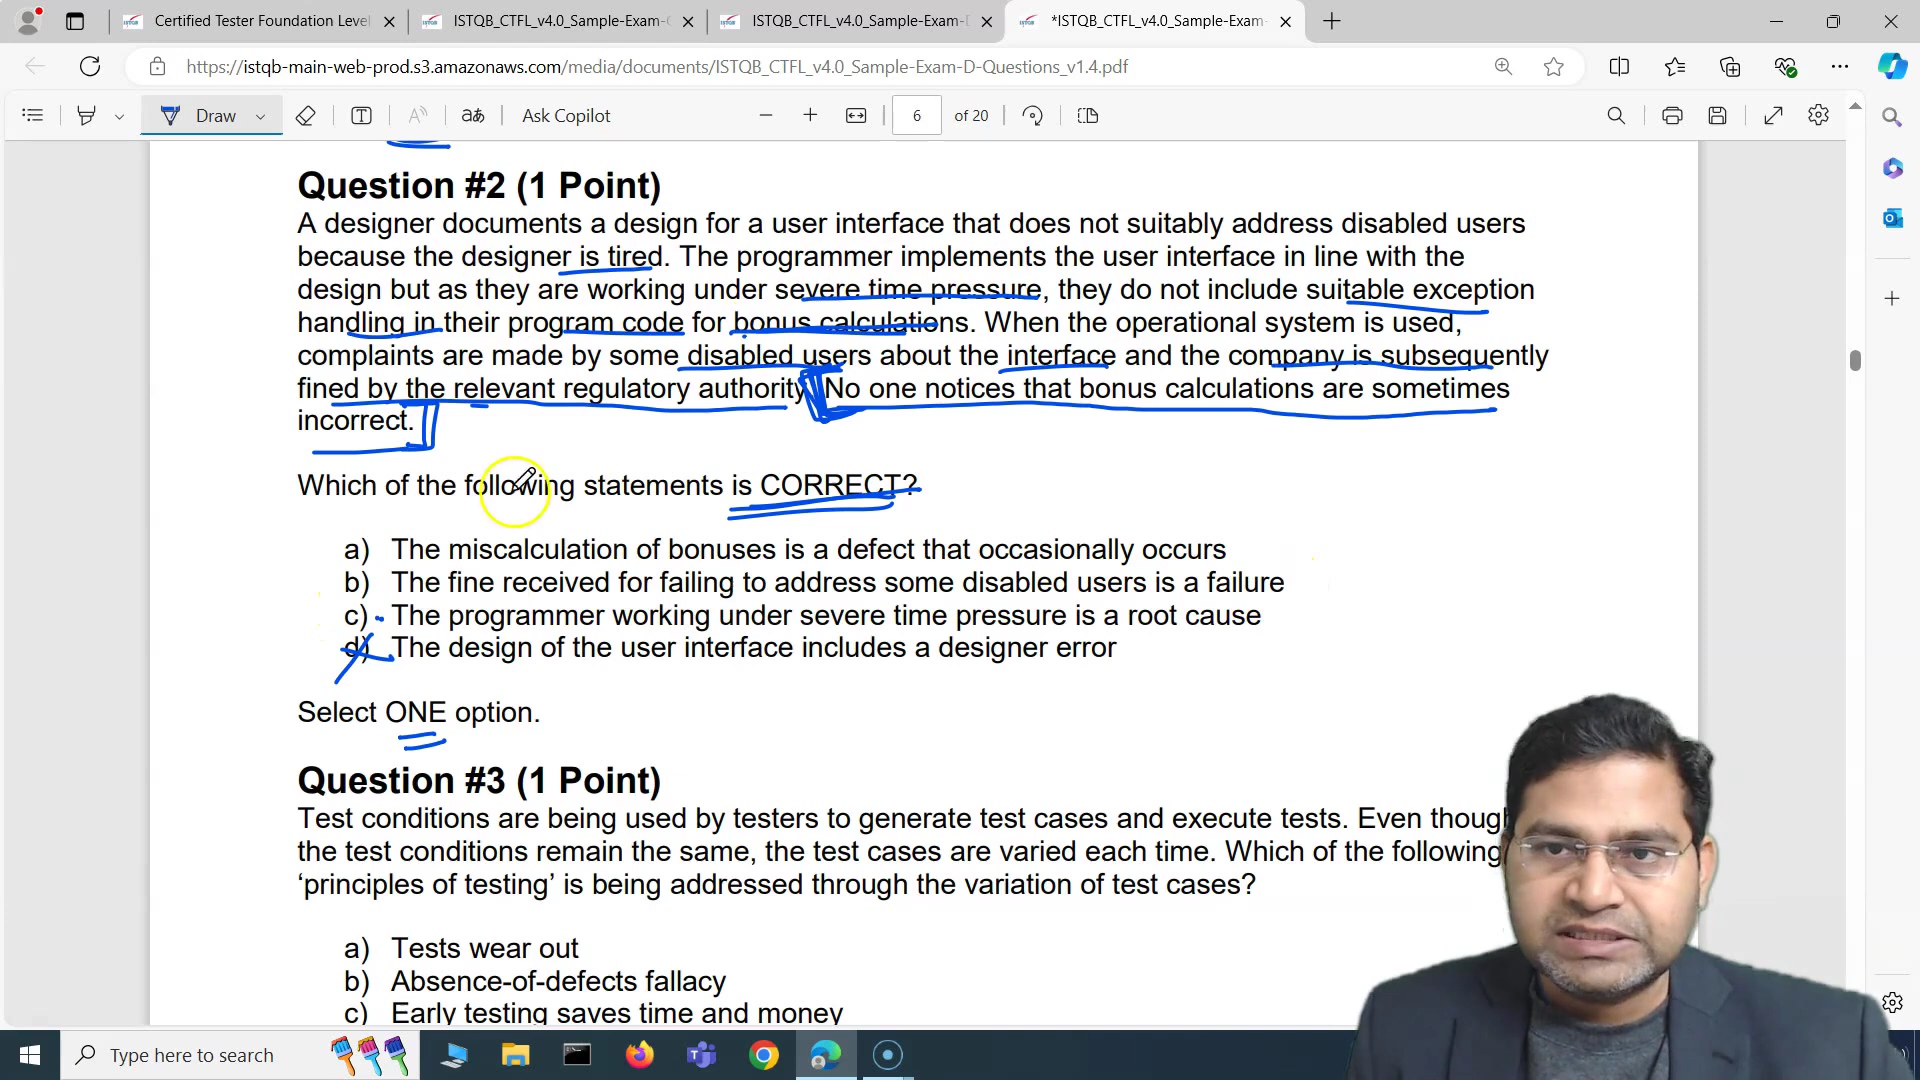 Certified Tester Foundation Leve
ISTQB_CTFL_v4.0_Sample-Exam-
ISTQB_CTFL_v4.0_Sample-Exam-
*ISTQB_CTFL_v4.0_Sample-Exam-
https://istqb-main-web-prod.s3.amazonaws.com/media/documents/ISTQB_CTFL_v4.0_Sample-Exam-D-Questions_v1.4.pdf
Draw
aあ
Ask Copilot
6 of 20
Question #2 (1 Point)
A designer documents a design for a user interface that does not suitably address disabled users
because the designer is tired. The programmer implements the user interface in line with the
design but as they are working under severe time pressure, they do not include suitable exception
handling in their program code for bonus calculations. When the operational system is used,
complaints are made by some disabled users about the interface and the company is subsequently
fined by the relevant regulatory authority. No one notices that bonus calculations are sometimes
incorrect.
Which of the following statements is CORRECT?
a) The miscalculation of bonuses is a defect that occasionally occurs
b) The fine received for failing to address some disabled users is a failure
c) The programmer working under severe time pressure is a root cause
d) The design of the user interface includes a designer error
Select ONE option.
Question #3 (1 Point)
Test conditions are being used by testers to generate test cases and execute tests. Even though
the test conditions remain the same, the test cases are varied each time. Which of the following
‘principles of testing’ is being addressed through the variation of test cases?
a) Tests wear out
b) Absence-of-defects fallacy
c) Early testing saves time and money
Type here to search